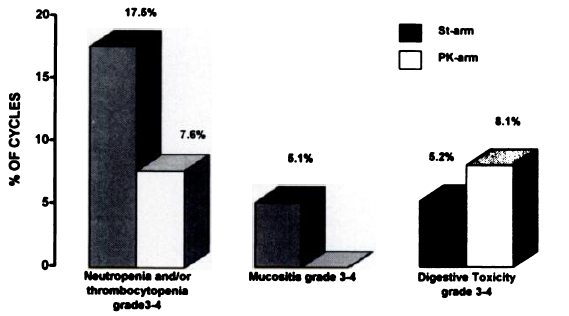 20
17.5%
St-arm
PK-arm
15
% OF CYCLES
10
7.6%
5.1%
5.2%
8.1%
5
0
Neutropenia and/or
thrombocytopenia
grade3-4
Mucositis grade 3-4
Digestive Toxicity
grade 3-4